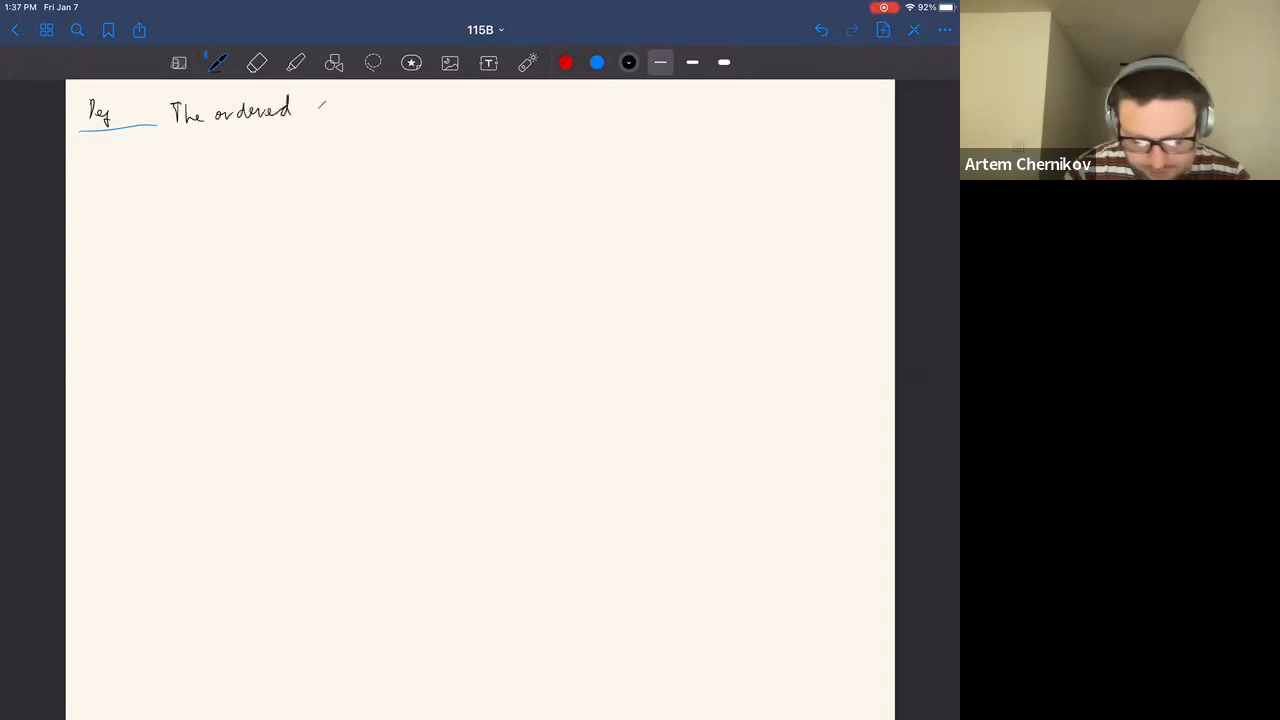 1:37 PM Fri Jan 7
92%
115B
T
Def The ordered
Artem Chernikov